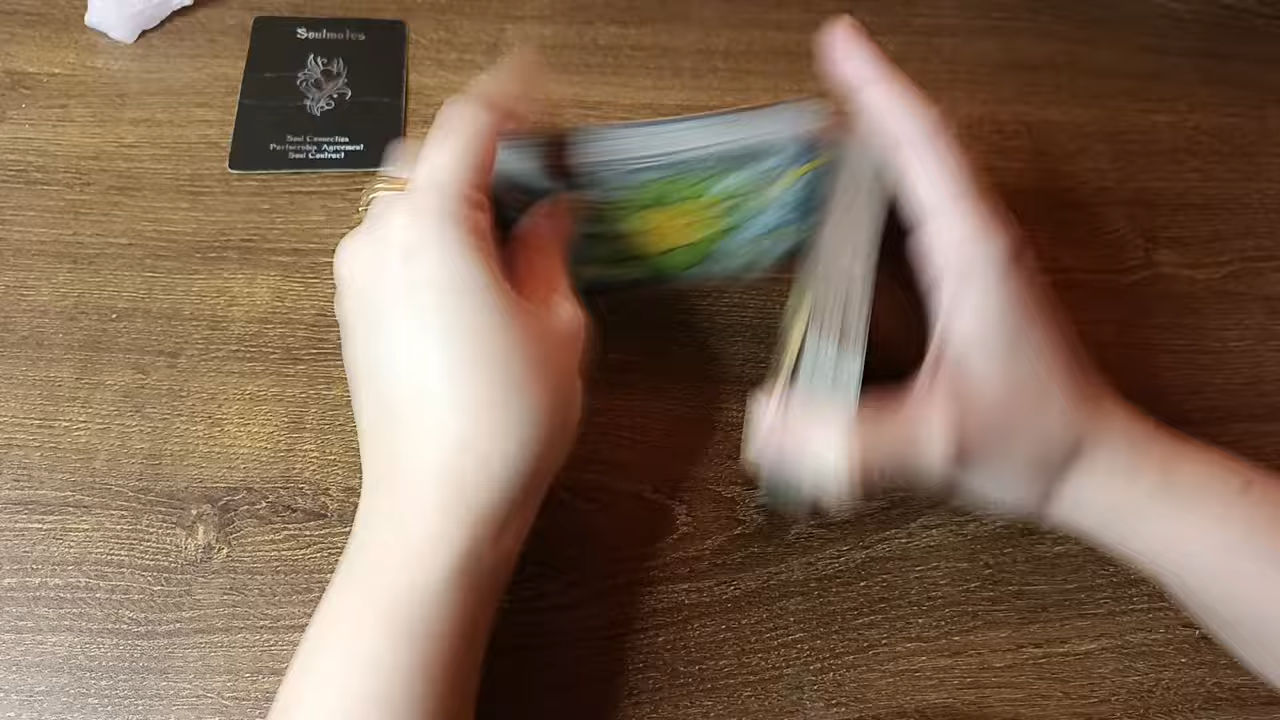 Soulmates
Soul Connection
Partnership, Agreement
Soul Contract